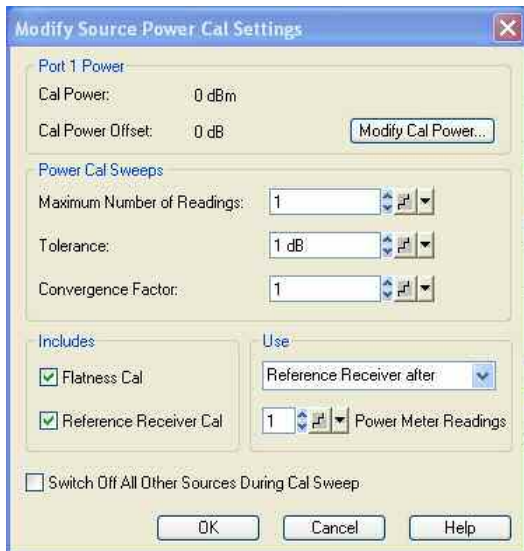 Modify Source Power Cal Settings
Port 1 Power
Cal Power: 0 dBm
Cal Power Offset: 0 dB Modify Cal Power...
Power Cal Sweeps
Maximum Number of Readings: 1
Tolerance: 1 dB
Convergence Factor: 1
Includes
Flatness Cal
Reference Receiver Cal
Use
Reference Receiver after
1 Power Meter Readings
Switch Off All Other Sources During Cal Sweep
OK Cancel Help